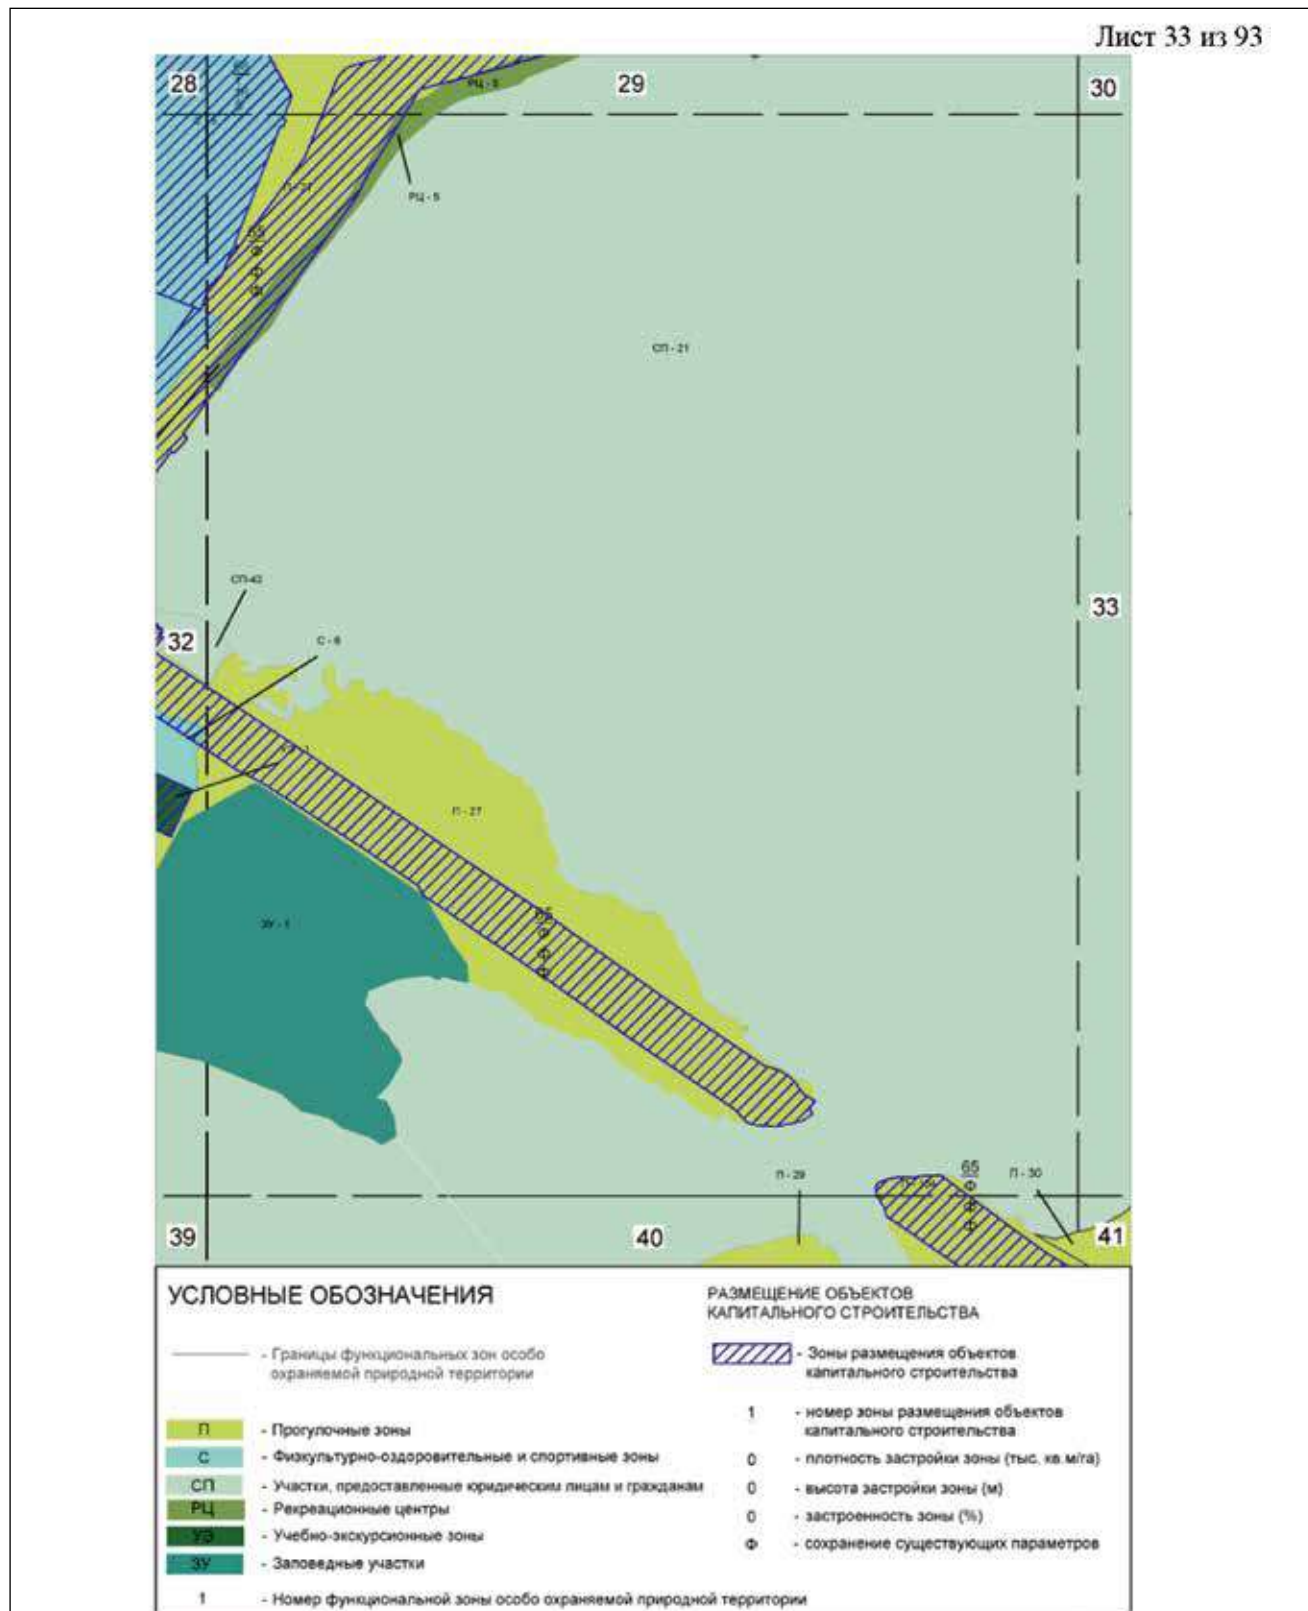 Лист 33 из 93
28
29
30
РЦ - 5
РЦ - 5
65
Ф
Ф
Ф
СП - 21
СП-43
32
33
С - 6
П - 27
ЗУ - 1
65
Ф
Ф
Ф
П - 29
65
П - 30
Ф
Ф
Ф
39
40
41
УСЛОВНЫЕ ОБОЗНАЧЕНИЯ
- Границы функциональных зон особо
охраняемой природной территории
П - Прогулочные зоны
С - Физкультурно-оздоровительные и спортивные зоны
СП - Участки, предоставленные юридическим лицам и гражданам
РЦ - Рекреационные центры
УЭ - Учебно-экскурсионные зоны
ЗУ - Заповедные участки
1 - Номер функциональной зоны особо охраняемой природной территории
РАЗМЕЩЕНИЕ ОБЪЕКТОВ
КАПИТАЛЬНОГО СТРОИТЕЛЬСТВА
- Зоны размещения объектов
капитального строительства
1 - номер зоны размещения объектов
капитального строительства
0 - плотность застройки зоны (тыс. кв.м/га)
0 - высота застройки зоны (м)
0 - застроенность зоны (%)
Ф - сохранение существующих параметров